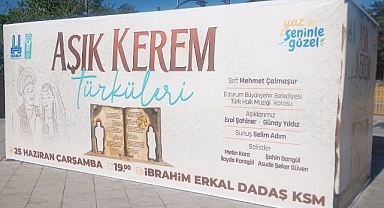 AŞIK KEREM
türküleri
yaz
Seninle
güzel
Şef: Mehmet Çalmaşur
Erzurum Büyükşehir Belediyesi
Türk Halk Müziği Korosu
Aşıklarımız
Erol Şahiner - Günay Yıldız
Sunuş Selim Adım
Solistler
Metin Kara Şahin Sangül
İlayda Karagöl Asude Şeker Güven
25 HAZİRAN ÇARŞAMBA 19.00 İBRAHİM ERKAL DADAŞ KSM